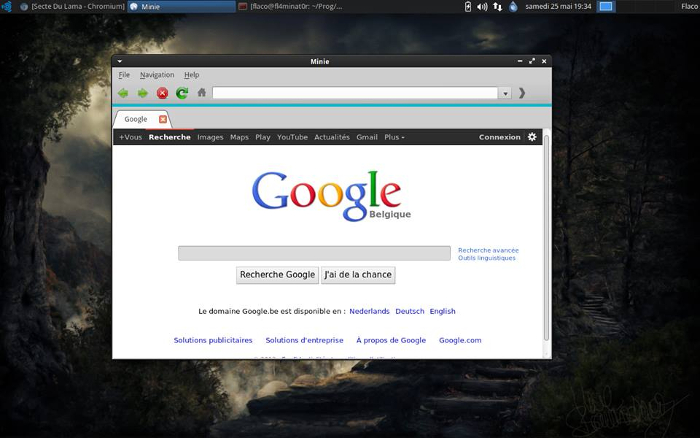 [Secte Du Lama - Chromium] Minie [flaco@fl4minat0r: ~/Prog/... samedi 25 mai 19:34 Flaco
Minie
File Navigation Help
Google
+Vous Recherche Images Maps Play YouTube Actualités Gmail Plus Connexion
Google
Belgique
Recherche avancée
Outils linguistiques
Recherche Google J'ai de la chance
Le domaine Google.be est disponible en : Nederlands Deutsch English
Solutions publicitaires Solutions d'entreprise À propos de Google Google.com